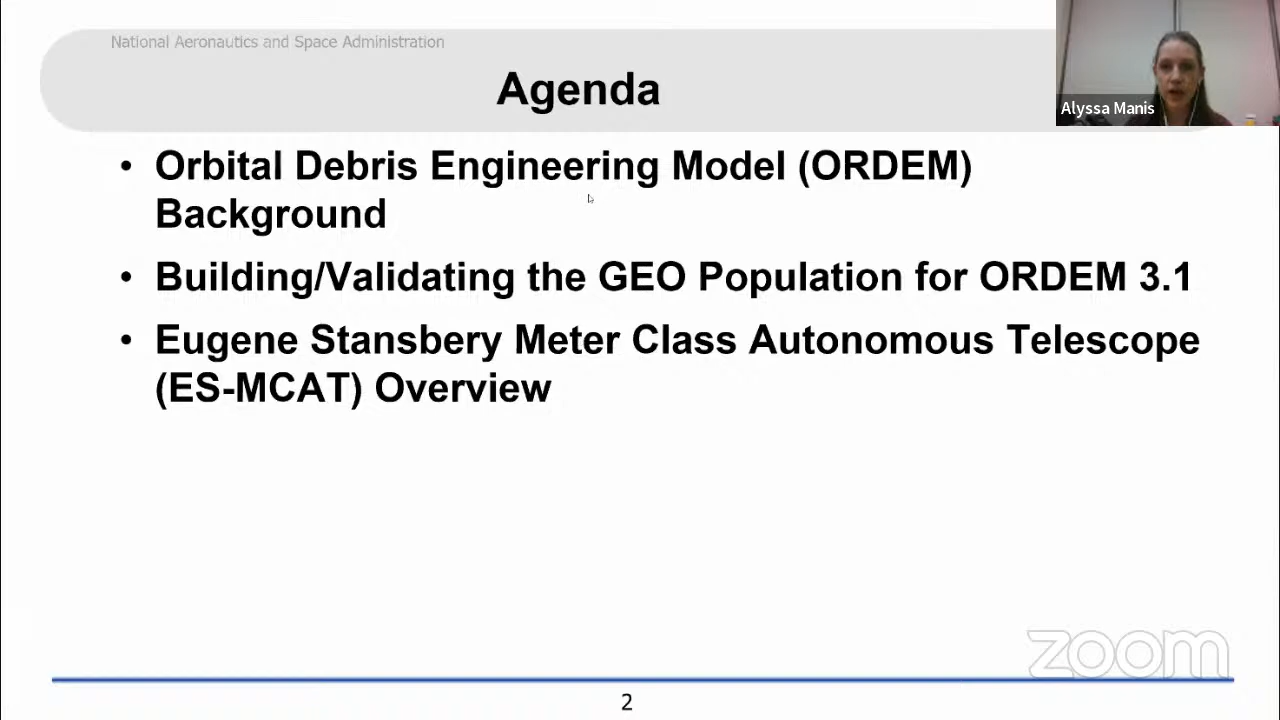 National Aeronautics and Space Administration
Agenda
Alyssa Manis
• Orbital Debris Engineering Model (ORDEM)
Background
• Building/Validating the GEO Population for ORDEM 3.1
• Eugene Stansbery Meter Class Autonomous Telescope
(ES-MCAT) Overview
zoom
2